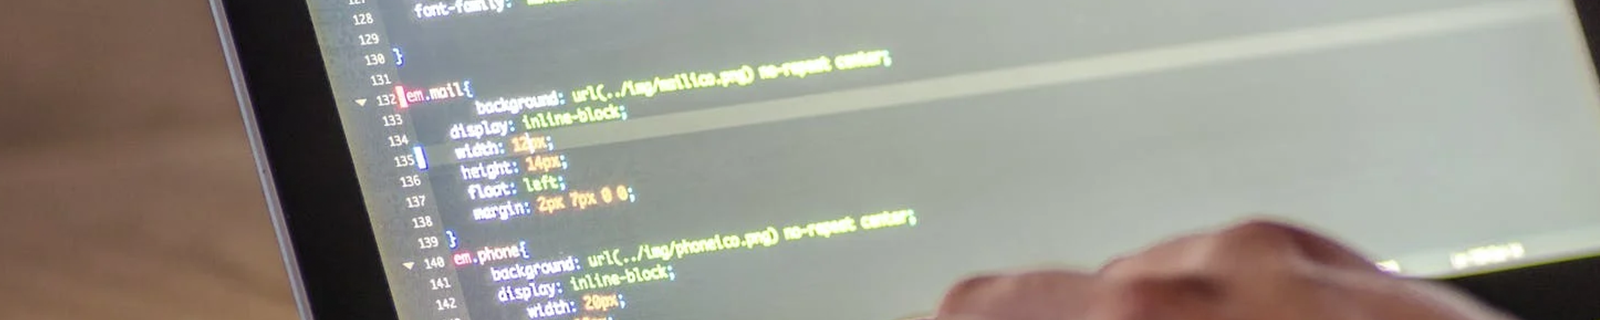 128 font-family:
129
130 }
131
132 em.mail{
133 background: url(../img/mailico.png) no-repeat center;
134 display: inline-block;
135 width: 12px;
136 height: 14px;
137 float: left;
138 margin: 2px 7px 0 0;
139 }
140 em.phone{
141 background: url(../img/phoneico.png) no-repeat center;
142 display: inline-block;
width: 20px;